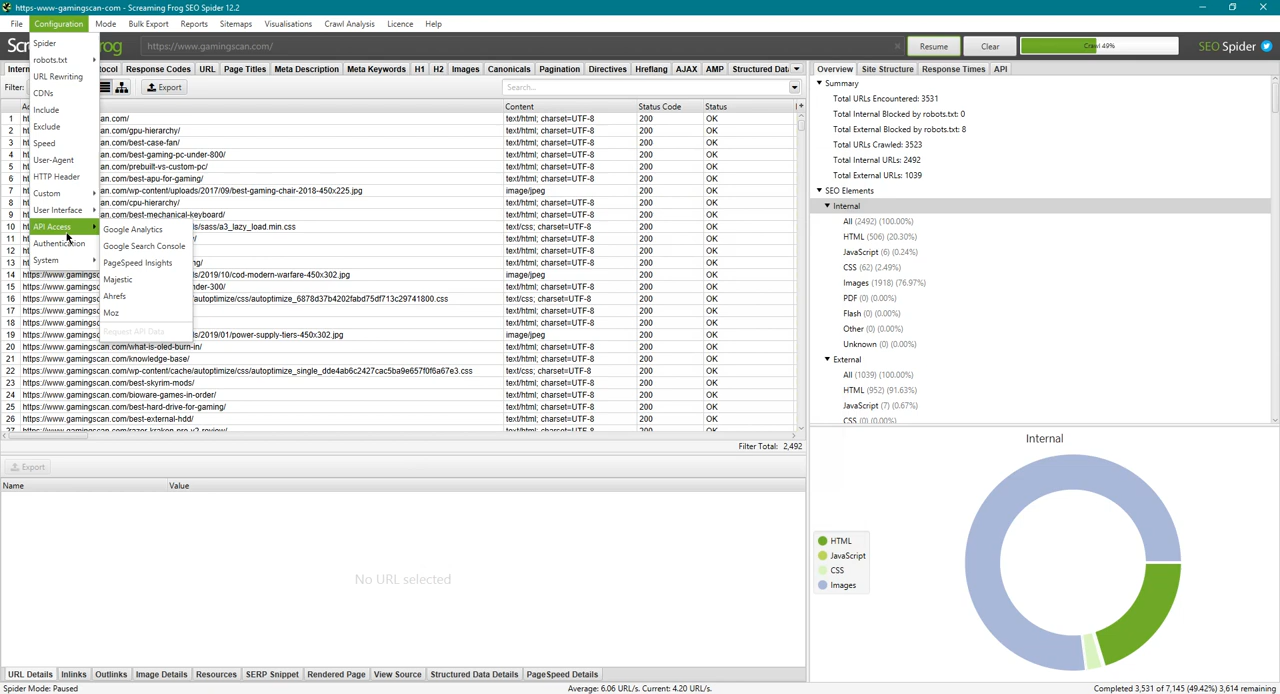 https-www-gamingscan-com - Screaming Frog SEO Spider 12.2
File Configuration Mode Bulk Export Reports Sitemaps Visualisations Crawl Analysis Licence Help
https://www.gamingscan.com/
Resume Clear Crawl 49% SEO Spider
Response Codes URL Page Titles Meta Description Meta Keywords H1 H2 Images Canonicals Pagination Directives Hreflang AJAX AMP Structured Dat
Filter: Export Search...
Content Status Code Status
1 an.com/ text/html; charset=UTF-8 200 OK
2 an.com/gpu-hierarchy/ text/html; charset=UTF-8 200 OK
3 an.com/best-case-fan/ text/html; charset=UTF-8 200 OK
4 an.com/best-gaming-pc-under-800/ text/html; charset=UTF-8 200 OK
5 an.com/prebuilt-vs-custom-pc/ text/html; charset=UTF-8 200 OK
6 an.com/best-apu-for-gaming/ text/html; charset=UTF-8 200 OK
7 an.com/wp-content/uploads/2017/09/best-gaming-chair-2018-450x225.jpg image/jpeg 200 OK
8 an.com/cpu-hierarchy/ text/html; charset=UTF-8 200 OK
9 an.com/best-mechanical-keyboard/ text/html; charset=UTF-8 200 OK
10 s/sass/a3_lazy_load.min.css text/css; charset=UTF-8 200 OK
11 text/html; charset=UTF-8 200 OK
12 text/html; charset=UTF-8 200 OK
13 ng/ text/html; charset=UTF-8 200 OK
14 https://www.gamingsc s/2019/10/cod-modern-warfare-450x302.jpg image/jpeg 200 OK
15 https://www.gamingsc der-300/ text/html; charset=UTF-8 200 OK
16 https://www.gamingsc autoptimize/css/autoptimize_6878d37b4202fabd75df713c29741800.css text/css; charset=UTF-8 200 OK
17 https://www.gamingsc text/html; charset=UTF-8 200 OK
18 https://www.gamingsc text/html; charset=UTF-8 200 OK
19 https://www.gamingsc s/2019/01/power-supply-tiers-450x302.jpg image/jpeg 200 OK
20 https://www.gamingscan.com/what-is-oled-burn-in/ text/html; charset=UTF-8 200 OK
21 https://www.gamingscan.com/knowledge-base/ text/html; charset=UTF-8 200 OK
22 https://www.gamingscan.com/wp-content/cache/autoptimize/css/autoptimize_single_dde4ab6c2427cac5ba9e657f0f6a67e3.css text/css; charset=UTF-8 200 OK
23 https://www.gamingscan.com/best-skyrim-mods/ text/html; charset=UTF-8 200 OK
24 https://www.gamingscan.com/bioware-games-in-order/ text/html; charset=UTF-8 200 OK
25 https://www.gamingscan.com/best-hard-drive-for-gaming/ text/html; charset=UTF-8 200 OK
26 https://www.gamingscan.com/best-external-hdd/ text/html; charset=UTF-8 200 OK
27 https://www.gamingscan.com/razer-kraken-pro-v2-review/ text/html; charset=UTF-8 200 OK
Filter Total: 2,492
Spider
robots.txt
URL Rewriting
CDNs
Include
Exclude
Speed
User-Agent
HTTP Header
Custom
User Interface
API Access
Authentication
System
Google Analytics
Google Search Console
PageSpeed Insights
Majestic
Ahrefs
Moz
Request API Data
Export
Name Value
No URL selected
URL Details Inlinks Outlinks Image Details Resources SERP Snippet Rendered Page View Source Structured Data Details PageSpeed Details
Overview Site Structure Response Times API
Summary
Total URLs Encountered: 3531
Total Internal Blocked by robots.txt: 0
Total External Blocked by robots.txt: 8
Total URLs Crawled: 3523
Total Internal URLs: 2492
Total External URLs: 1039
SEO Elements
Internal
All (2492) (100.00%)
HTML (506) (20.30%)
JavaScript (6) (0.24%)
CSS (62) (2.49%)
Images (1918) (76.97%)
PDF (0) (0.00%)
Flash (0) (0.00%)
Other (0) (0.00%)
Unknown (0) (0.00%)
External
All (1039) (100.00%)
HTML (952) (91.63%)
JavaScript (7) (0.67%)
CSS (0) (0.00%)
Internal
HTML
JavaScript
CSS
Images
Spider Mode: Paused Average: 6.06 URL/s. Current: 4.20 URL/s. Completed 3,531 of 7,145 (49.42%) 3,614 remaining